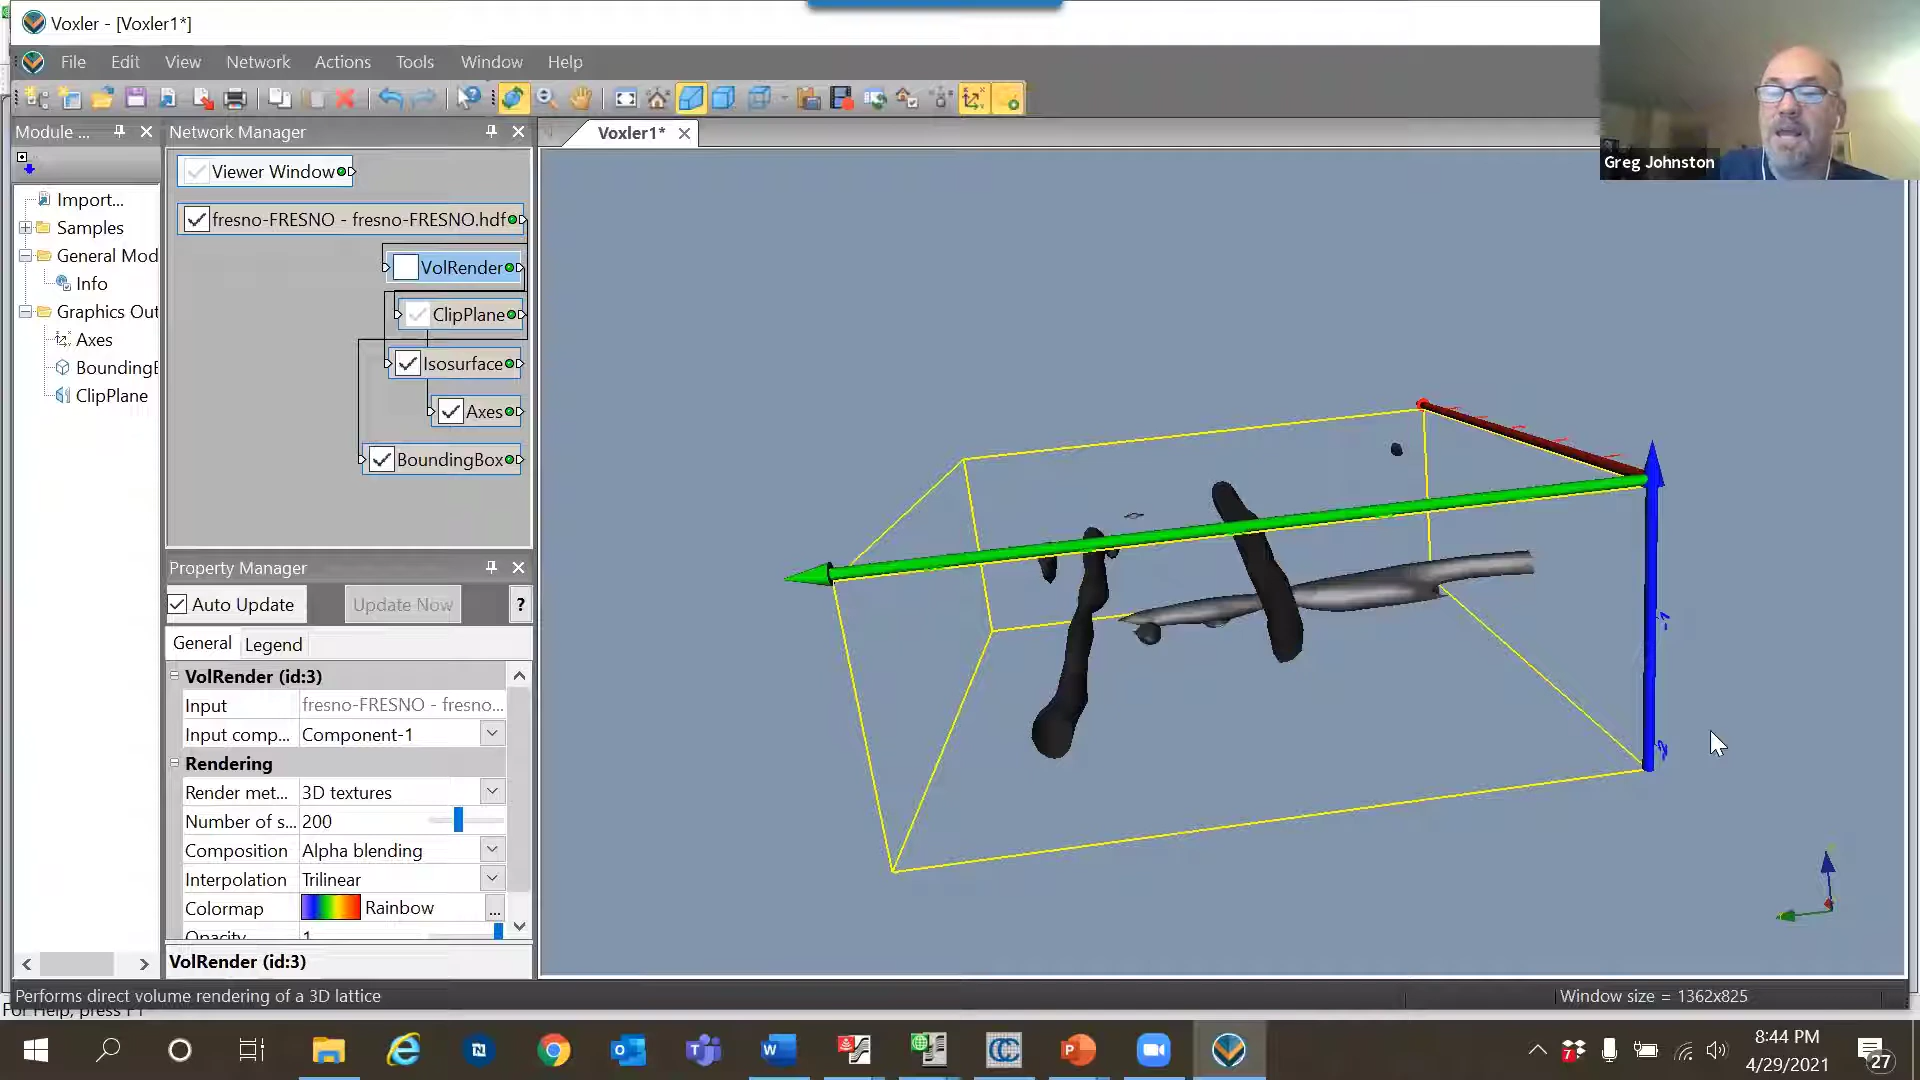 Voxler - [Voxler1*]
File Edit View Network Actions Tools Window Help
Module ...
Network Manager
Voxler1*
Greg Johnston
Viewer Window
Import...
Samples
General Mod
Info
Graphics Out
Axes
BoundingB
ClipPlane
fresno-FRESNO - fresno-FRESNO.hdf
VolRender
ClipPlane
Isosurface
Axes
BoundingBox
Property Manager
Auto Update
Update Now
?
General
Legend
VolRender (id:3)
Input fresno-FRESNO - fresno...
Input comp... Component-1
Rendering
Render met... 3D textures
Number of s... 200
Composition Alpha blending
Interpolation Trilinear
Colormap Rainbow ...
Opacity 1
VolRender (id:3)
-1
-2
Performs direct volume rendering of a 3D lattice
Window size = 1362x825
For Help, press F1
8:44 PM
4/29/2021
27